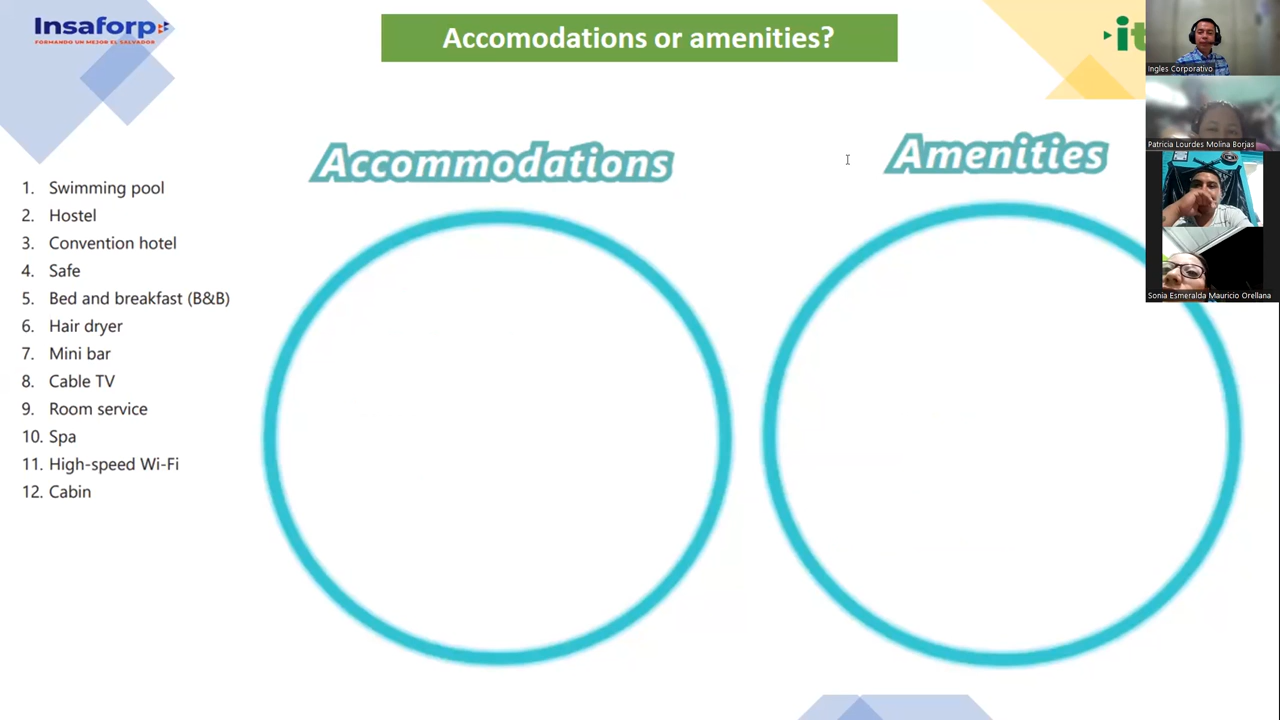 Insaforp
FORMANDO UN MEJOR EL SALVADOR
Accomodations or amenities?
it
Ingles Corporativo
Patricia Lourdes Molina Borjas
Sonia Esmeralda Mauricio Orellana
Accommodations
Amenities
1. Swimming pool
2. Hostel
3. Convention hotel
4. Safe
5. Bed and breakfast (B&B)
6. Hair dryer
7. Mini bar
8. Cable TV
9. Room service
10. Spa
11. High-speed Wi-Fi
12. Cabin